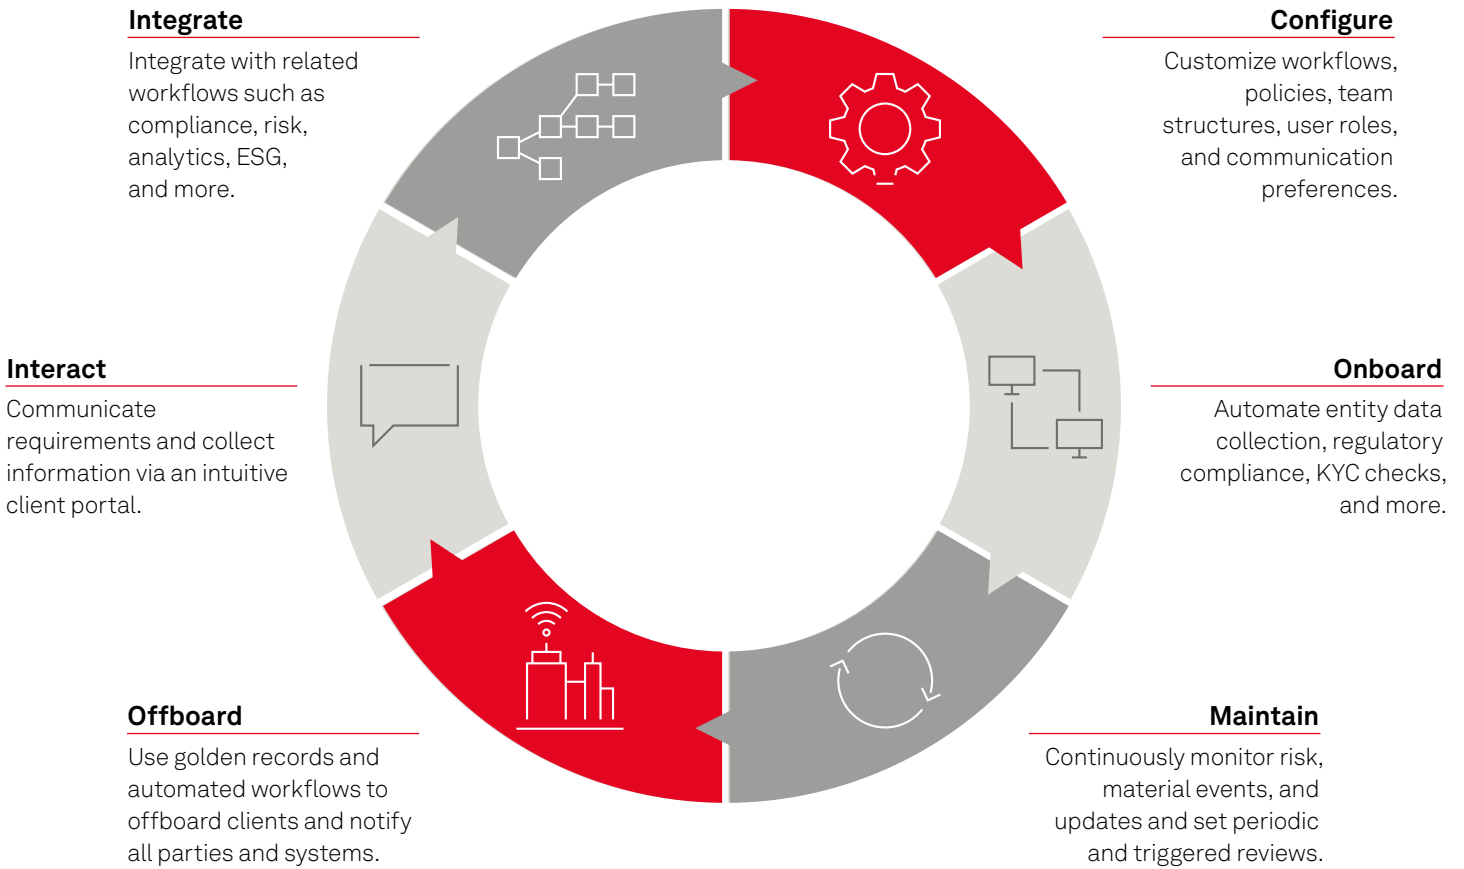 Integrate
Integrate with related
workflows such as
compliance, risk,
analytics, ESG,
and more.
Configure
Customize workflows,
policies, team
structures, user roles,
and communication
preferences.
Interact
Communicate
requirements and collect
information via an intuitive
client portal.
Onboard
Automate entity data
collection, regulatory
compliance, KYC checks,
and more.
Offboard
Use golden records and
automated workflows to
offboard clients and notify
all parties and systems.
Maintain
Continuously monitor risk,
material events, and
updates and set periodic
and triggered reviews.